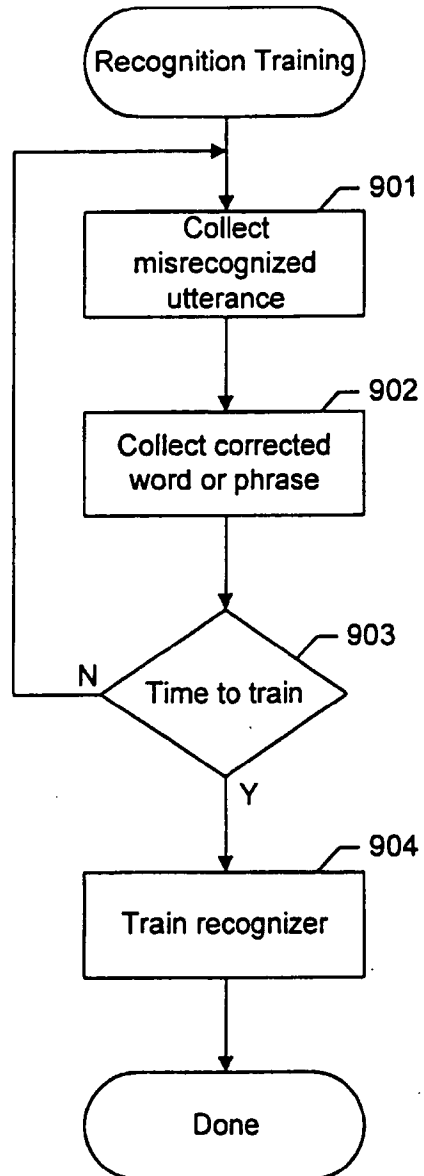 Recognition Training
901
Collect
misrecognized
utterance
902
Collect corrected
word or phrase
903
N
Time to train
Y
904
Train recognizer
Done